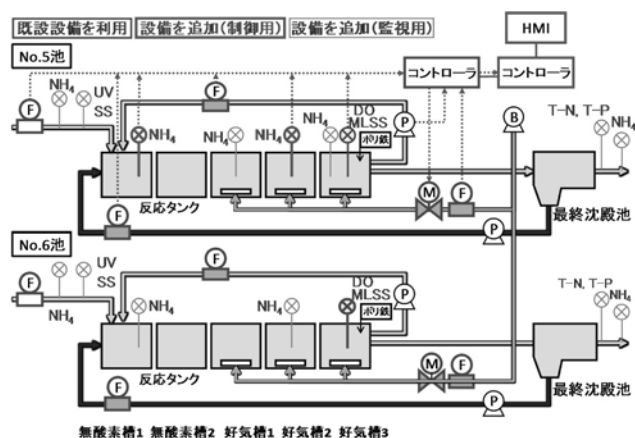 既設設備を利用 設備を追加(制御用) 設備を追加(監視用)
HMI
No.5池
コントローラ コントローラ
F
NH4
UV
SS
F
DO
MLSS
P
B
T-N, T-P
NH4
NH4
NH4
NH4
NH4
ポリ鉄
反応タンク
M
F
F
P
最終沈殿池
No.6池
F
UV
SS
NH4
F
DO
MLSS
P
T-N, T-P
NH4
NH4
NH4
ポリ鉄
反応タンク
M
F
F
P
最終沈殿池
無酸素槽1 無酸素槽2 好気槽1 好気槽2 好気槽3